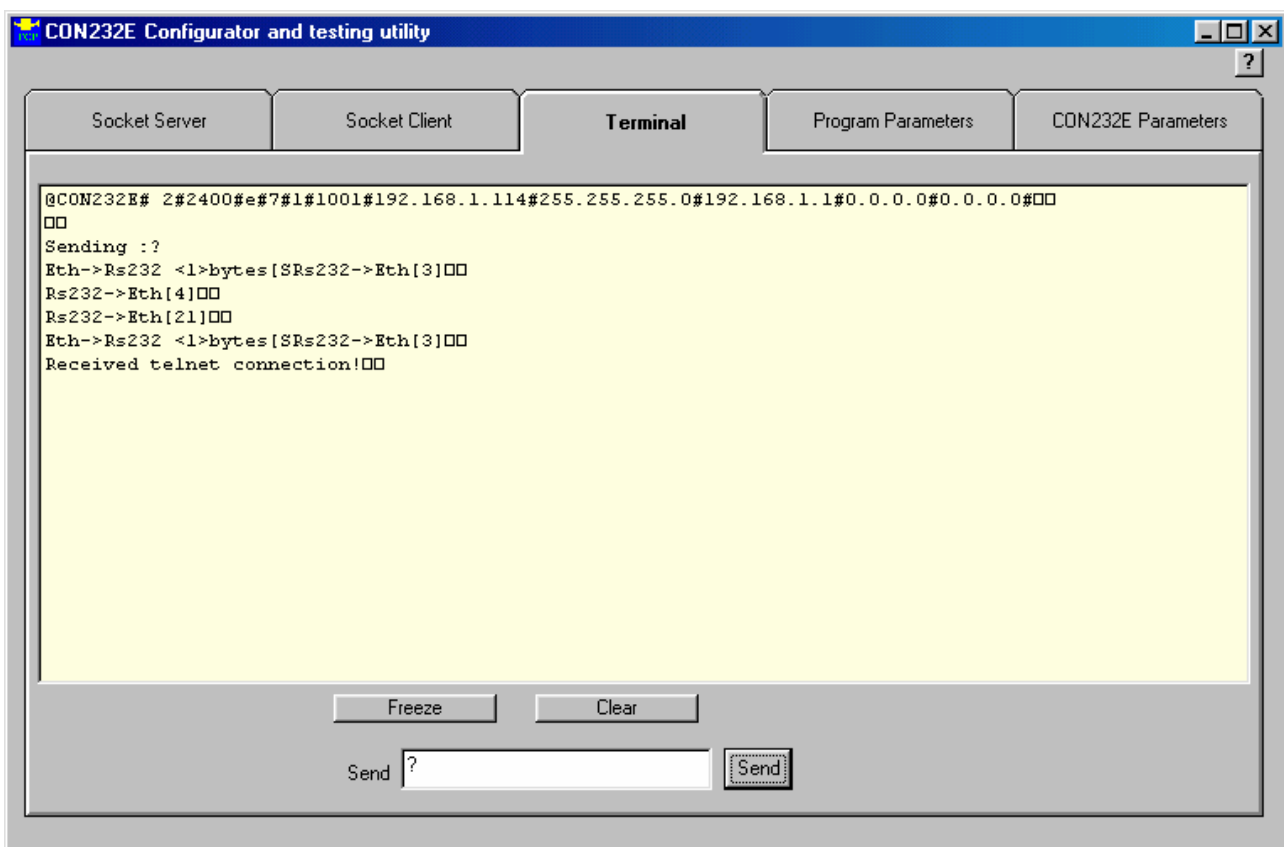 TCP CON232E Configurator and testing utility
?
Socket Server Socket Client Terminal Program Parameters CON232E Parameters
@CON232E# 2#2400#e#7#1#1001#192.168.1.114#255.255.255.0#192.168.1.1#0.0.0.0#0.0.0.0#□□
□□
Sending :?
Eth->Rs232 <1>bytes[SRs232->Eth[3]□□
Rs232->Eth[4]□□
Rs232->Eth[21]□□
Eth->Rs232 <1>bytes[SRs232->Eth[3]□□
Received telnet connection!□□
Freeze Clear
Send ? Send